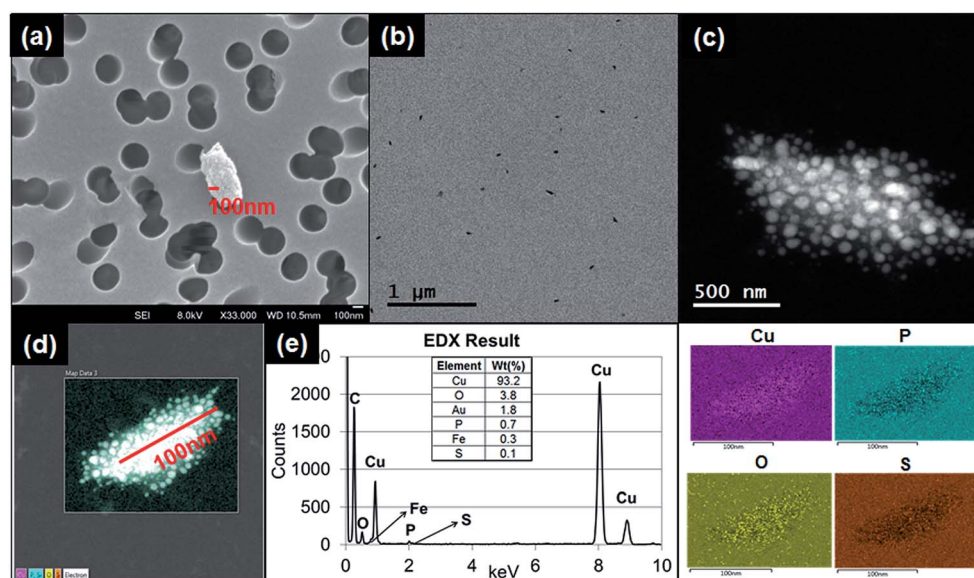 (a)
100nm
SEI 8.0kV X33.000 WD 10.5mm 100nm
(b)
1 µm
(c)
500 nm
(d)
Map Data 3
100nm
Electron
(e)
EDX Result
Element Wt(%)
Cu 93.2
O 3.8
Au 1.8
P 0.7
Fe 0.3
S 0.1
Counts
2000
1500
1000
500
0
C
O
Cu
Fe
P
S
Cu
Cu
0 2 4 6 8 10
keV
Cu P
100nm 100nm
O S
100nm 100nm